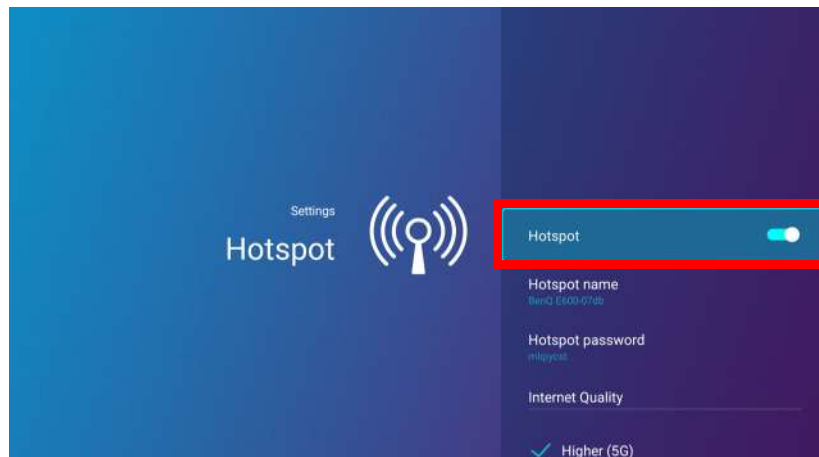 Settings
Hotspot
Hotspot
Hotspot name
BenQ E600-07db
Hotspot password
Internet Quality
Higher (5G)